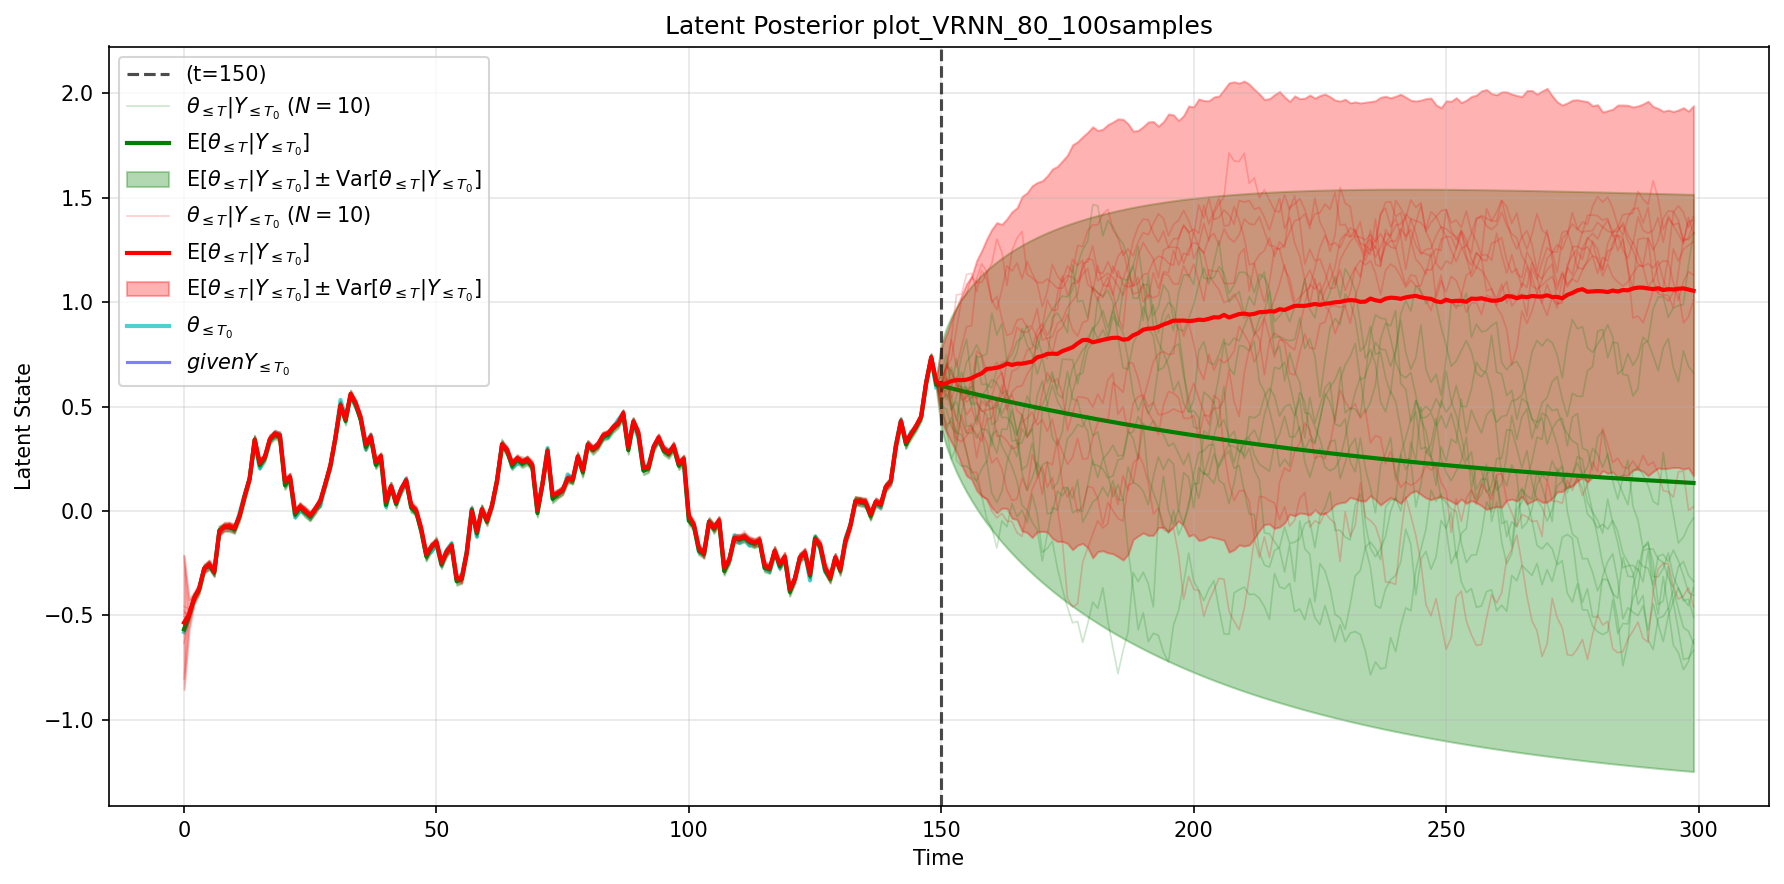 Latent Posterior plot_VRNN_80_100samples
(t=150)
θ≤T|Y≤T₀ (N = 10)
E[θ≤T|Y≤T₀]
E[θ≤T|Y≤T₀] ± Var[θ≤T|Y≤T₀]
θ≤T|Y≤T₀ (N = 10)
E[θ≤T|Y≤T₀]
E[θ≤T|Y≤T₀] ± Var[θ≤T|Y≤T₀]
θ≤T₀
givenY≤T₀
Latent State
2.0
1.5
1.0
0.5
0.0
−0.5
−1.0
0 50 100 150 200 250 300
Time